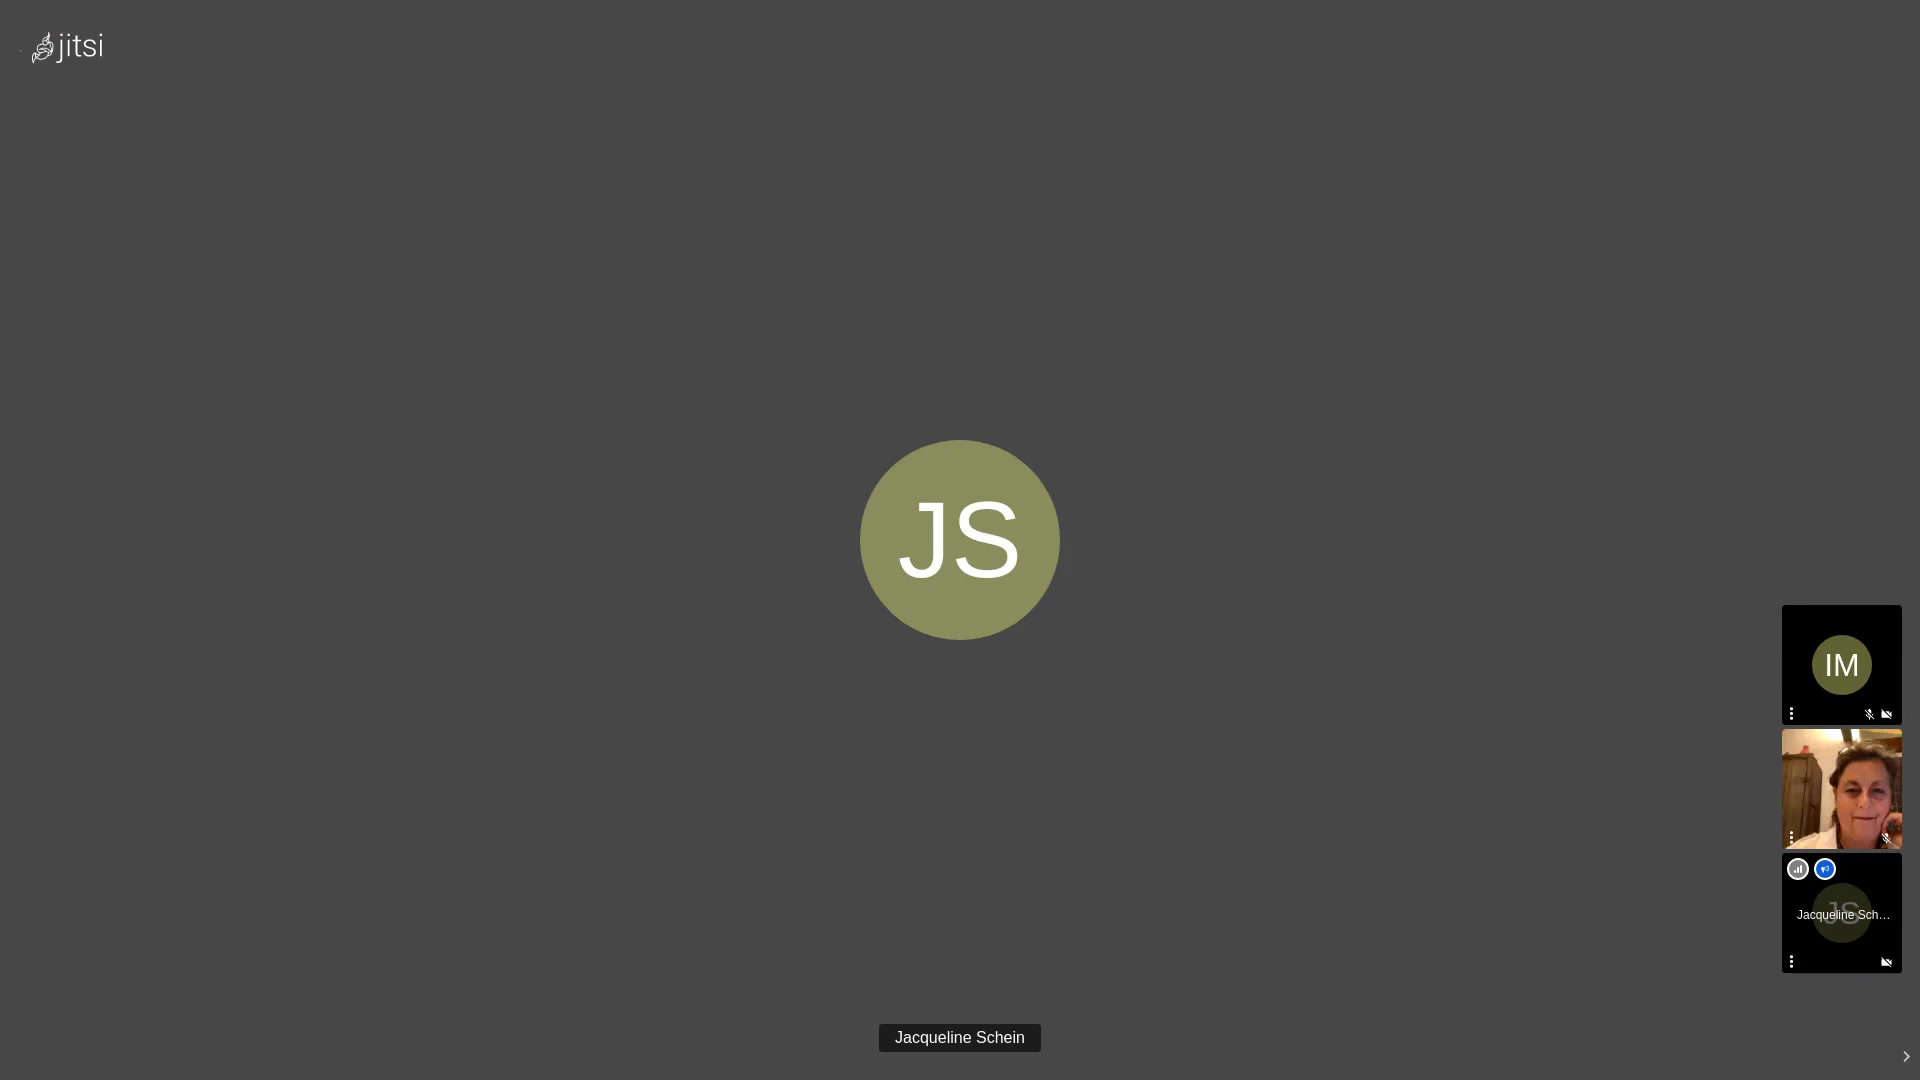 jitsi
JS
IM
JS
Jacqueline Sch…
Jacqueline Schein